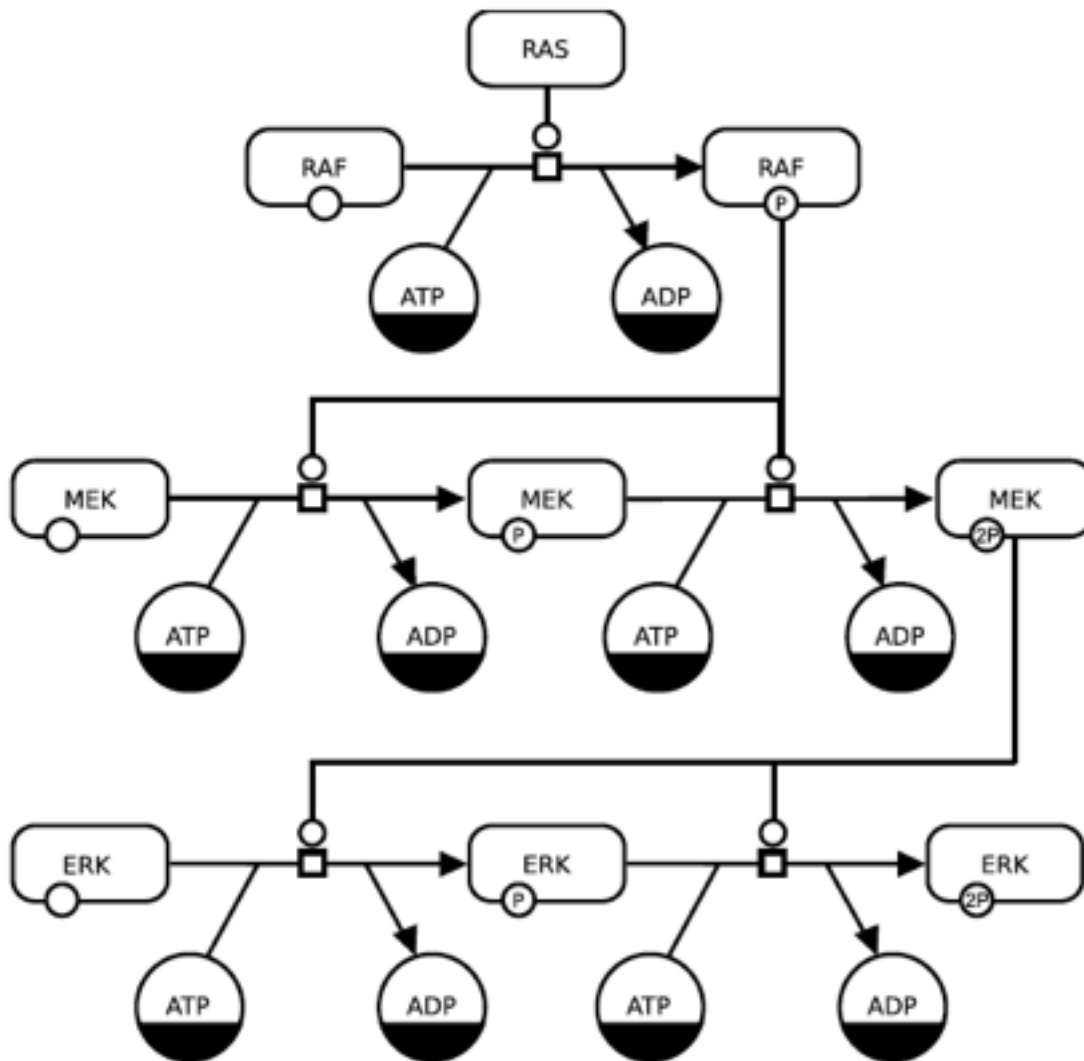 RAS
RAF
RAF
P
ATP
ADP
MEK
MEK
MEK
P
2P
ATP
ADP
ATP
ADP
ERK
ERK
ERK
P
2P
ATP
ADP
ATP
ADP